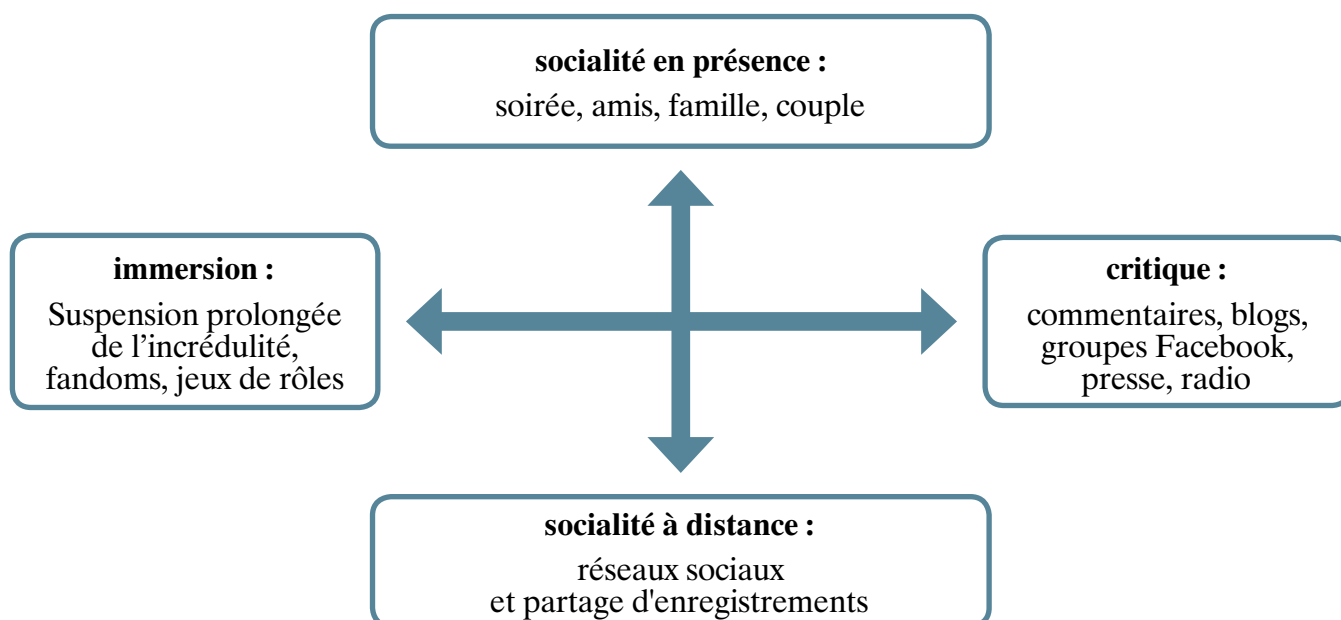 socialité en présence :
soirée, amis, famille, couple
immersion :
Suspension prolongée
de l’incrédulité,
fandoms, jeux de rôles
critique :
commentaires, blogs,
groupes Facebook,
presse, radio
socialité à distance :
réseaux sociaux
et partage d'enregistrements